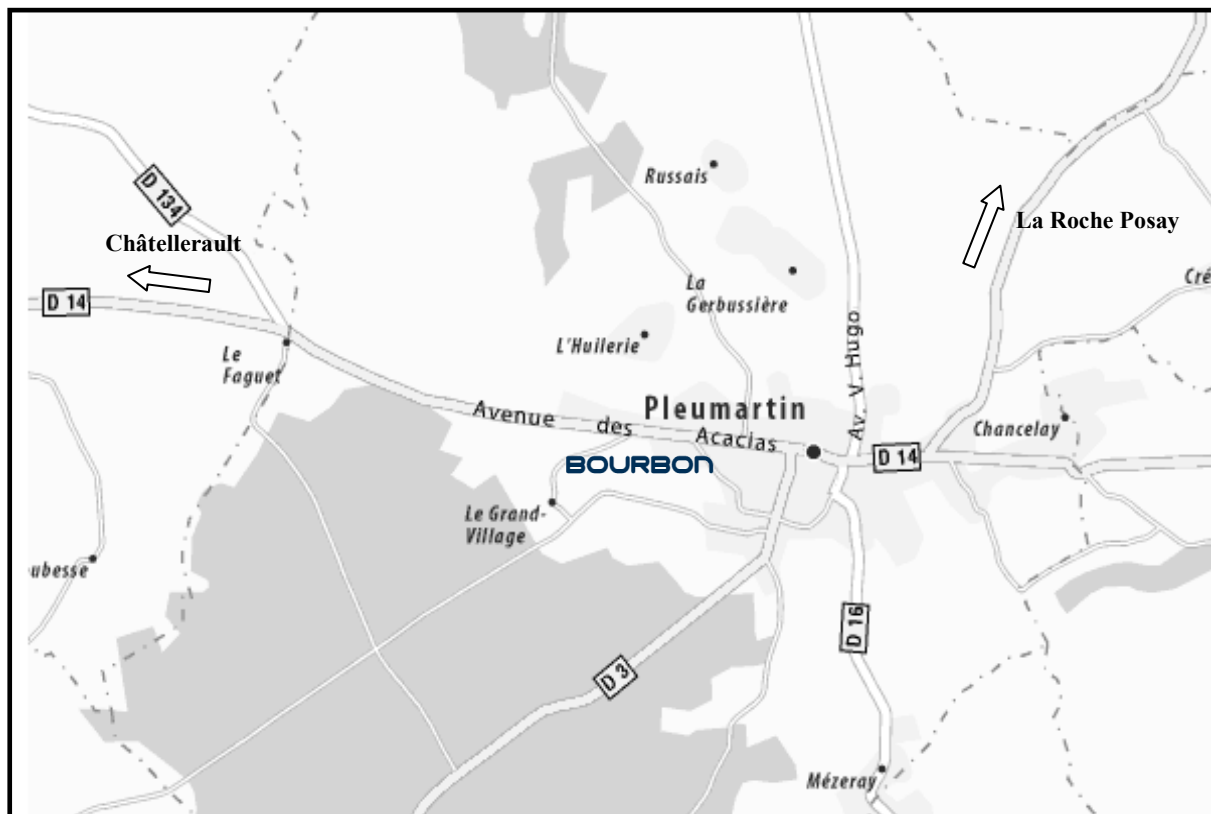 D 134
Russais
La Roche Posay
Châtellerault
D 14
La
Gerbussière
Cré
L'Huilerie
Av. V. Hugo
Le
Faguet
Pleumartin
Avenue des Acacias
Chancelay
D 14
BOURBON
Le Grand-
Village
oubesse
D 16
D 3
Mézeray